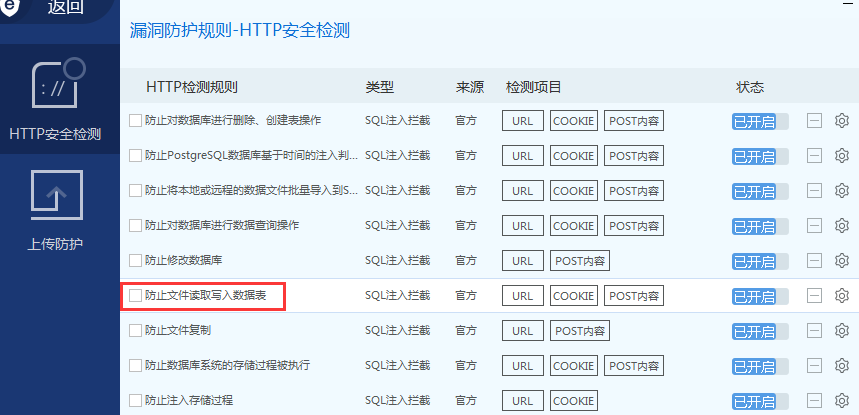 e 返回
漏洞防护规则-HTTP安全检测
HTTP检测规则 类型 来源 检测项目 状态
防止对数据库进行删除、创建表操作 SQL注入拦截 官方 URL COOKIE POST内容 已开启
:// 防止PostgreSQL数据库基于时间的注入判... SQL注入拦截 官方 URL COOKIE POST内容 已开启
HTTP安全检测
防止将本地或远程的数据文件批量导入到S... SQL注入拦截 官方 URL COOKIE POST内容 已开启
防止对数据库进行数据查询操作 SQL注入拦截 官方 URL COOKIE POST内容 已开启
上传防护
防止修改数据库 SQL注入拦截 官方 URL POST内容 已开启
防止文件读取写入数据表 SQL注入拦截 官方 URL COOKIE POST内容 已开启
防止文件复制 SQL注入拦截 官方 URL POST内容 已开启
防止数据库系统的存储过程被执行 SQL注入拦截 官方 URL COOKIE POST内容 已开启
防止注入存储过程 SQL注入拦截 官方 URL COOKIE 已开启